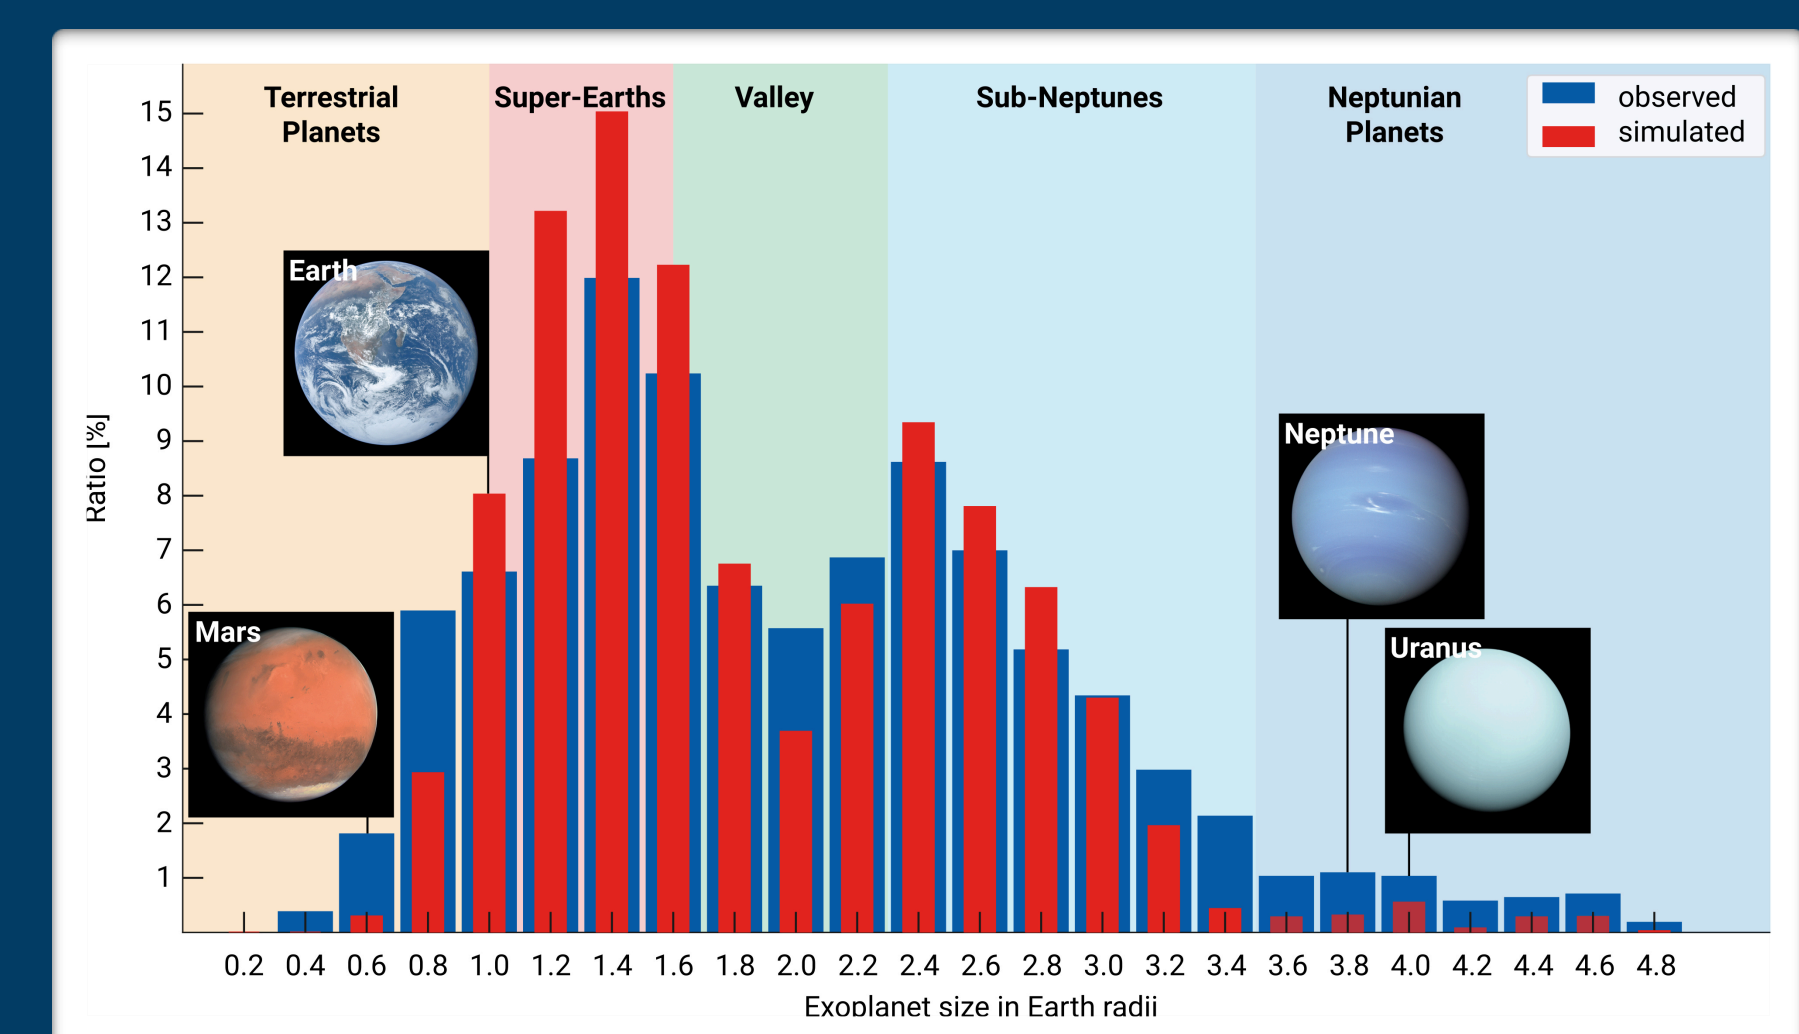 Terrestrial
Planets
Super-Earths
Valley
Sub-Neptunes
Neptunian
Planets
observed
simulated
15
14
13
12
11
10
9
8
7
6
5
4
3
2
1
Ratio [%]
Earth
Mars
Neptune
Uranus
0.2 0.4 0.6 0.8 1.0 1.2 1.4 1.6 1.8 2.0 2.2 2.4 2.6 2.8 3.0 3.2 3.4 3.6 3.8 4.0 4.2 4.4 4.6 4.8
Exoplanet size in Earth radii